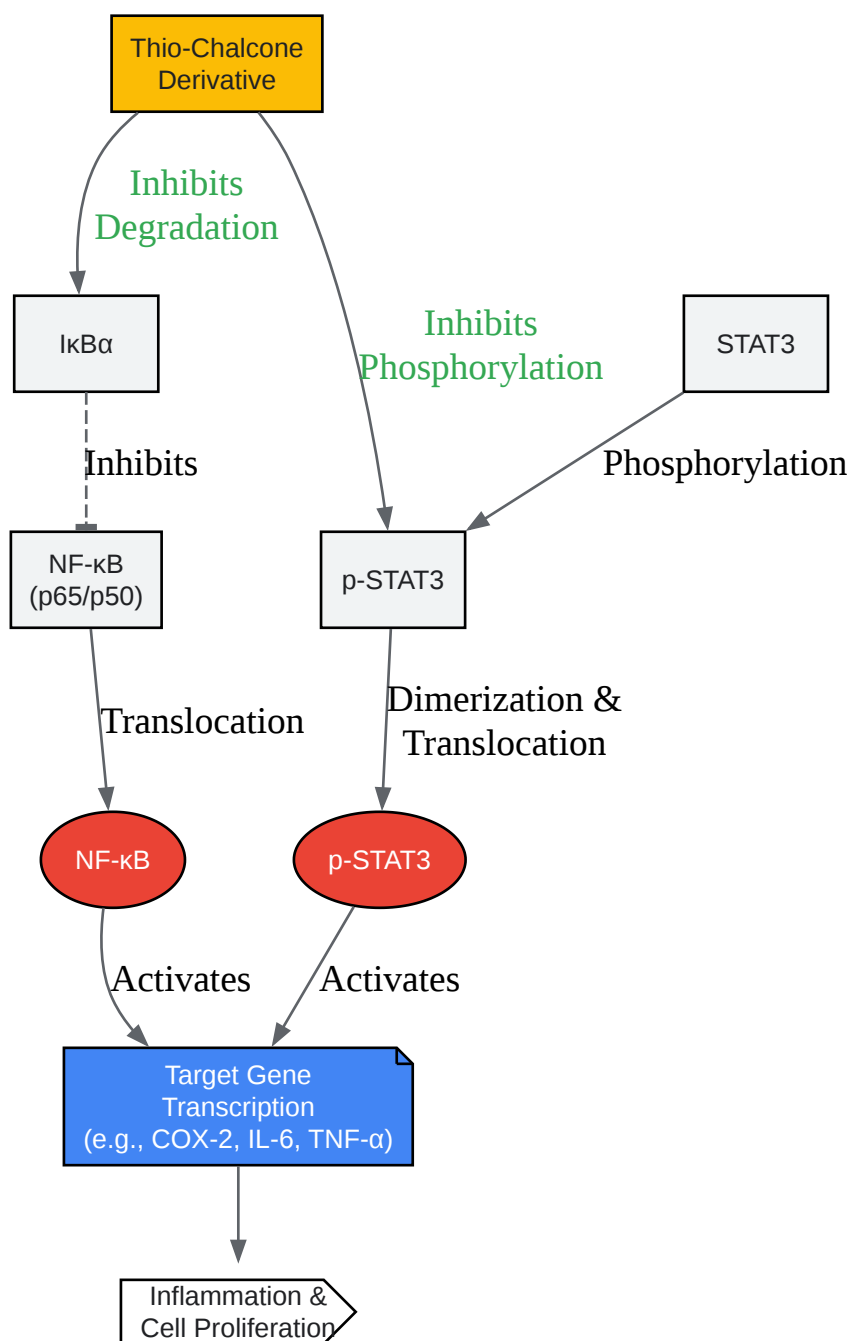 Thio-Chalcone
Derivative
Inhibits
Degradation
Inhibits
Phosphorylation
IκBα
STAT3
Inhibits
Phosphorylation
NF-κB
(p65/p50)
p-STAT3
Translocation
Dimerization &
Translocation
NF-κB
p-STAT3
Activates
Activates
Target Gene
Transcription
(e.g., COX-2, IL-6, TNF-α)
Inflammation &
Cell Proliferation